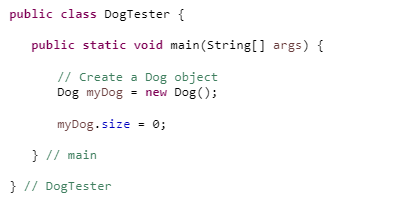 public class DogTester {
public static void main(String[] args) {
// Create a Dog object
Dog myDog = new Dog();
myDog.size = 0;
} // main
} // DogTester